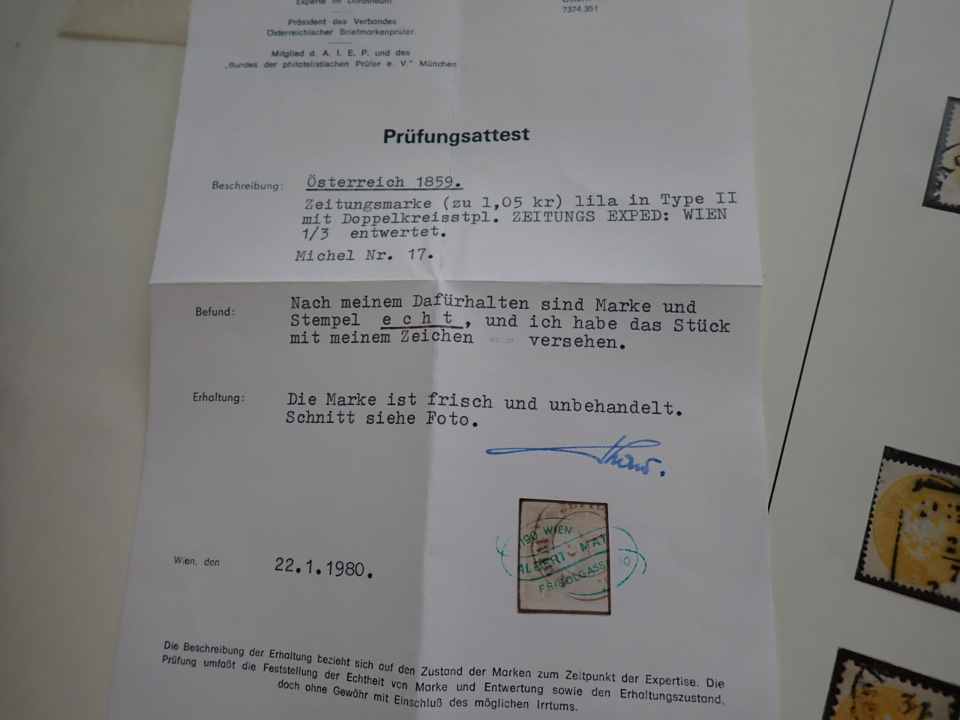 Experte im Dorotheum
7374 351
Präsident des Verbandes
Österreichischer Briefmarkenprüfer.
Mitglied d. A. I. E. P. und des
„Bundes der philatelistischen Prüfer e. V." München
Prüfungsattest
Beschreibung: Österreich 1859.
Zeitungsmarke (zu 1,05 kr) lila in Type II
mit Doppelkreisstpl. ZEITUNGS EXPED: WIEN
1/3 entwertet.
Michel Nr. 17.
Befund: Nach meinem Dafürhalten sind Marke und
Stempel e c h t , und ich habe das Stück
mit meinem Zeichen versehen.
Erhaltung: Die Marke ist frisch und unbehandelt.
Schnitt siehe Foto.
Wien, den 22.1.1980.
WIEN
Die Beschreibung der Erhaltung bezieht sich auf den Zustand der Marken zum Zeitpunkt der Expertise. Die
Prüfung umfaßt die Feststellung der Echtheit von Marke und Entwertung sowie den Erhaltungszustand,
doch ohne Gewähr mit Einschluß des möglichen Irrtums.